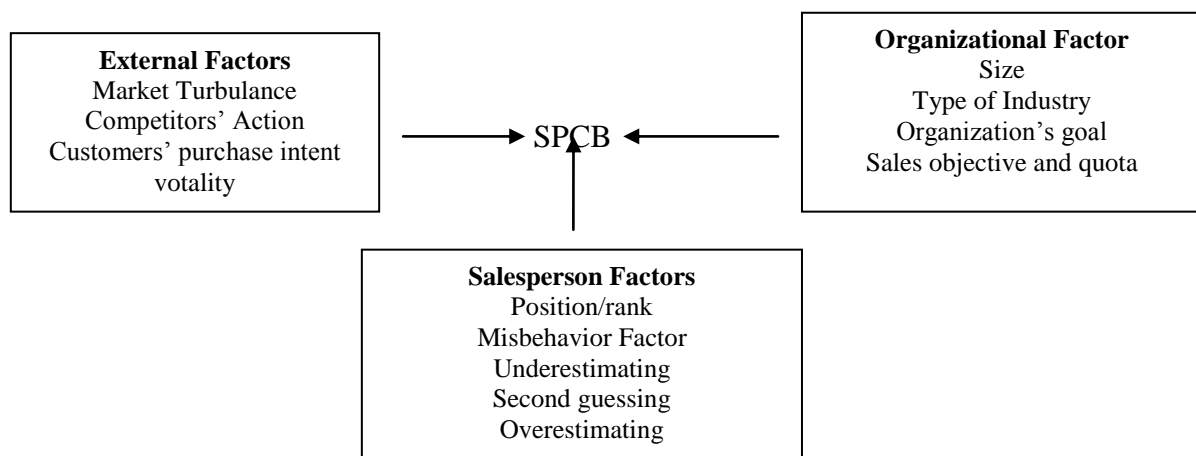 External Factors
Market Turbulance
Competitors' Action
Customers' purchase intent
votality
SPCB
Organizational Factor
Size
Type of Industry
Organization's goal
Sales objective and quota
Salesperson Factors
Position/rank
Misbehavior Factor
Underestimating
Second guessing
Overestimating